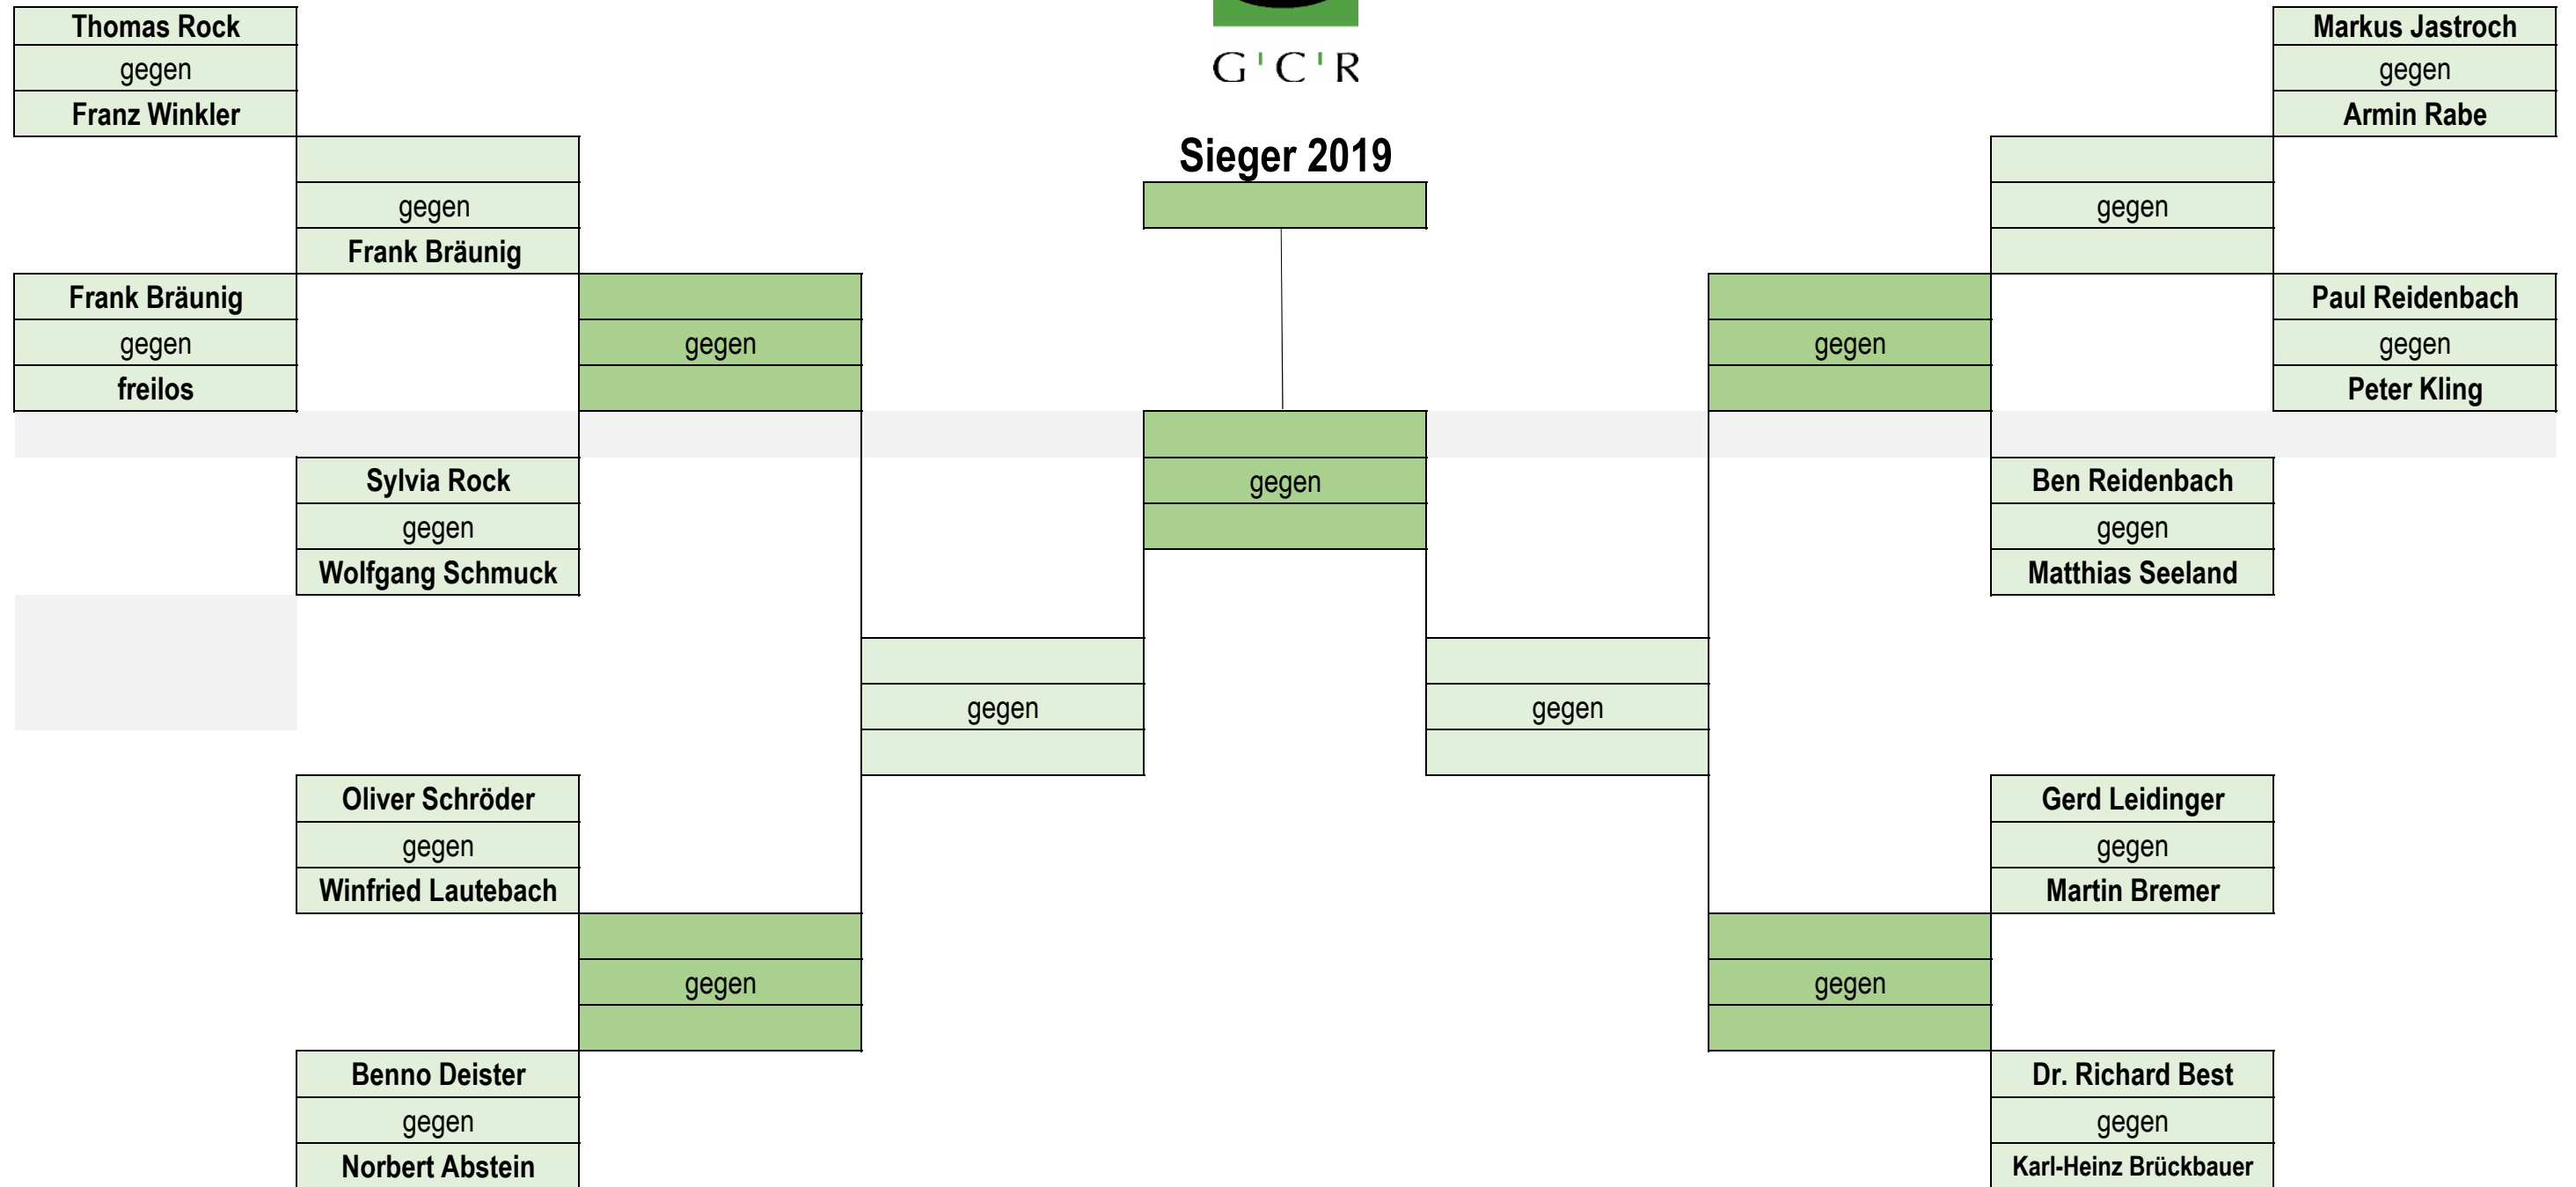 Thomas Rock
gegen
Franz Winkler
gegen
Frank Bräunig
Frank Bräunig
gegen
freilos
gegen
Sylvia Rock
gegen
Wolfgang Schmuck
gegen
Oliver Schröder
gegen
Winfried Lautebach
gegen
Benno Deister
gegen
Norbert Abstein
G'C'R
Sieger 2019
gegen
Markus Jastroch
gegen
Armin Rabe
gegen
Paul Reidenbach
gegen
Peter Kling
gegen
Ben Reidenbach
gegen
Matthias Seeland
gegen
Gerd Leidinger
gegen
Martin Bremer
gegen
Dr. Richard Best
gegen
Karl-Heinz Brückbauer